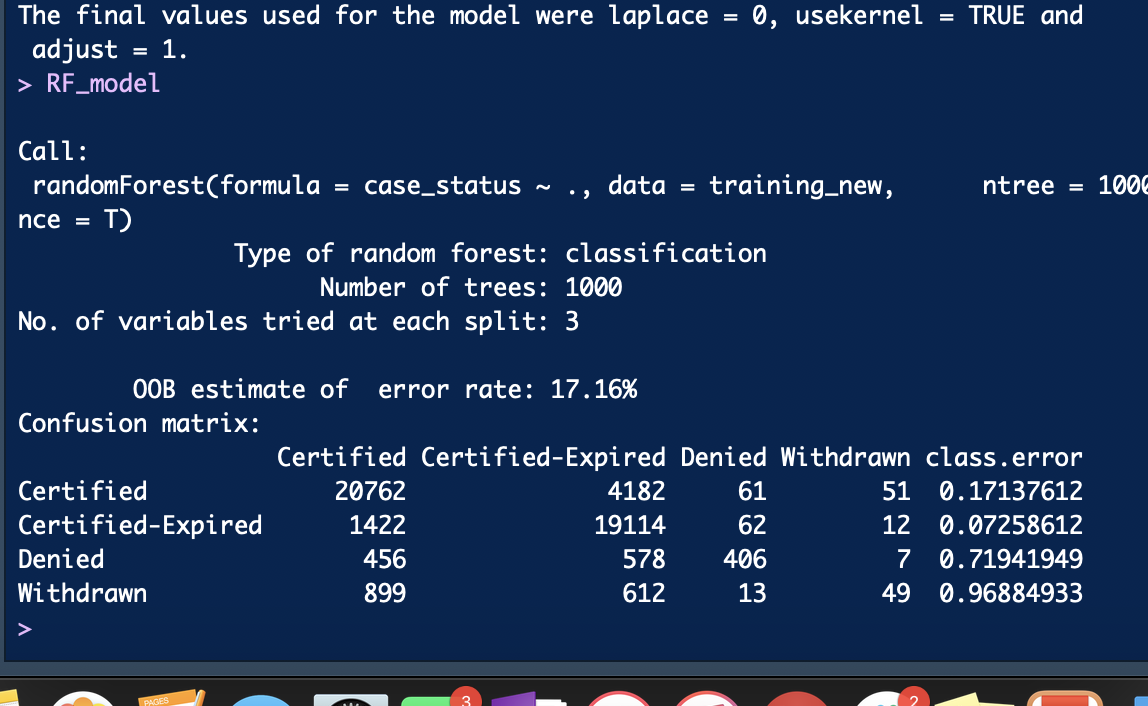 The final values used for the model were laplace = 0, usekernel = TRUE and
 adjust = 1.
> RF_model
Call:
 randomForest(formula = case_status ~ ., data = training_new,      ntree = 1000
nce = T)
               Type of random forest: classification
                     Number of trees: 1000
No. of variables tried at each split: 3
        OOB estimate of  error rate: 17.16%
Confusion matrix:
                  Certified Certified-Expired Denied Withdrawn class.error
Certified             20762              4182     61        51  0.17137612
Certified-Expired      1422             19114     62        12  0.07258612
Denied                  456               578    406         7  0.71941949
Withdrawn               899               612     13        49  0.96884933
>
PAGES
3
2